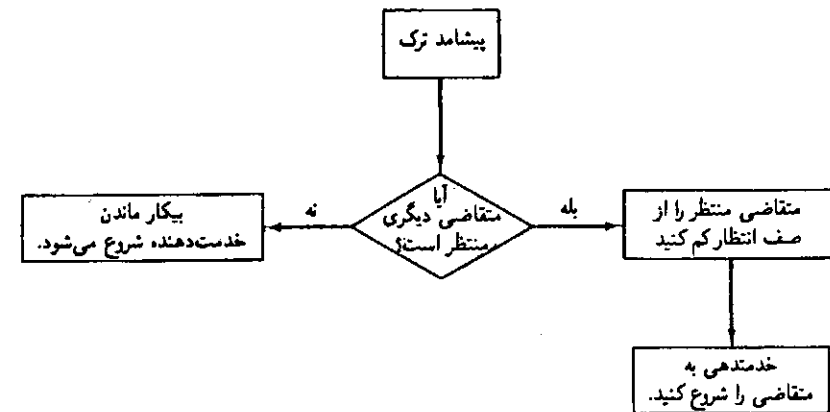 پیشامد ترک
آیا
متقاضی دیگری
منتظر است؟
نه
بله
بیکار ماندن
خدمت‌دهنده شروع می‌شود.
متقاضی منتظر را از
صف انتظار کم کنید
خدمتدهی به
متقاضی را شروع کنید.